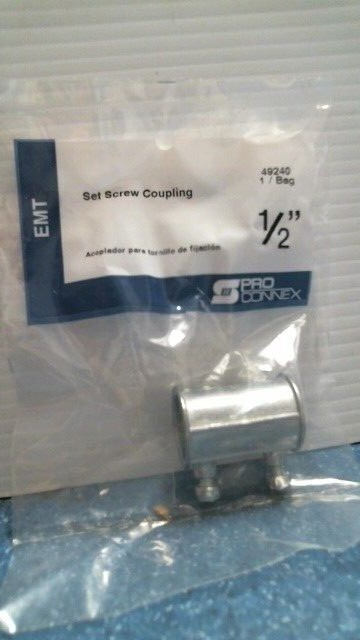 EMT
Set Screw Coupling
49240
1 / Bag
1/2"
Acoplador para tornillo de fijación
PRO
CONNEX